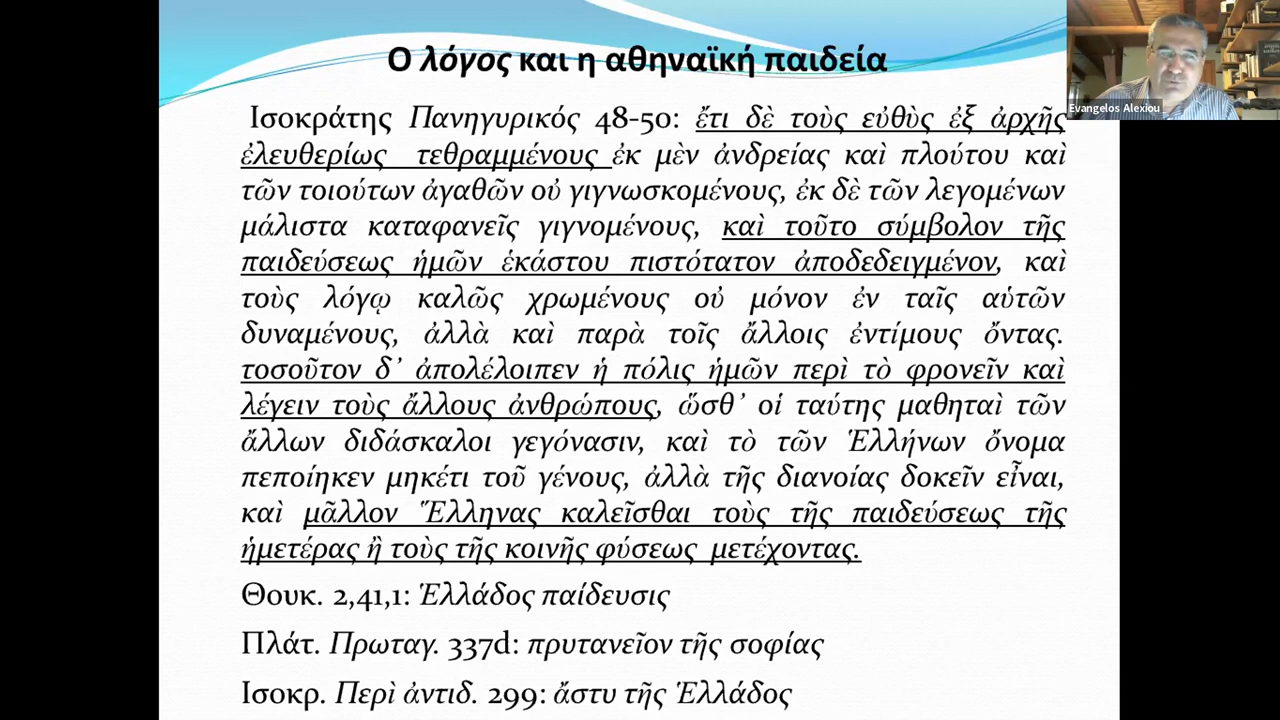 Ο λόγος και η αθηναϊκή παιδεία
Evangelos Alexiou
Ισοκράτης Πανηγυρικός 48-50: ἔτι δὲ τοὺς εὐθὺς ἐξ ἀρχῆς
ἐλευθερίως τεθραμμένους ἐκ μὲν ἀνδρείας καὶ πλούτου καὶ
τῶν τοιούτων ἀγαθῶν οὐ γιγνωσκομένους, ἐκ δὲ τῶν λεγομένων
μάλιστα καταφανεῖς γιγνομένους, καὶ τοῦτο σύμβολον τῆς
παιδεύσεως ἡμῶν ἑκάστου πιστότατον ἀποδεδειγμένον, καὶ
τοὺς λόγῳ καλῶς χρωμένους οὐ μόνον ἐν ταῖς αὑτῶν
δυναμένους, ἀλλὰ καὶ παρὰ τοῖς ἄλλοις ἐντίμους ὄντας.
τοσοῦτον δ᾽ ἀπολέλοιπεν ἡ πόλις ἡμῶν περὶ τὸ φρονεῖν καὶ
λέγειν τοὺς ἄλλους ἀνθρώπους, ὥσθ᾽ οἱ ταύτης μαθηταὶ τῶν
ἄλλων διδάσκαλοι γεγόνασιν, καὶ τὸ τῶν Ἑλλήνων ὄνομα
πεποίηκεν μηκέτι τοῦ γένους, ἀλλὰ τῆς διανοίας δοκεῖν εἶναι,
καὶ μᾶλλον Ἕλληνας καλεῖσθαι τοὺς τῆς παιδεύσεως τῆς
ἡμετέρας ἢ τοὺς τῆς κοινῆς φύσεως μετέχοντας.
Θουκ. 2,41,1: Ἑλλάδος παίδευσις
Πλάτ. Πρωταγ. 337d: πρυτανεῖον τῆς σοφίας
Ισοκρ. Περὶ ἀντιδ. 299: ἄστυ τῆς Ἑλλάδος